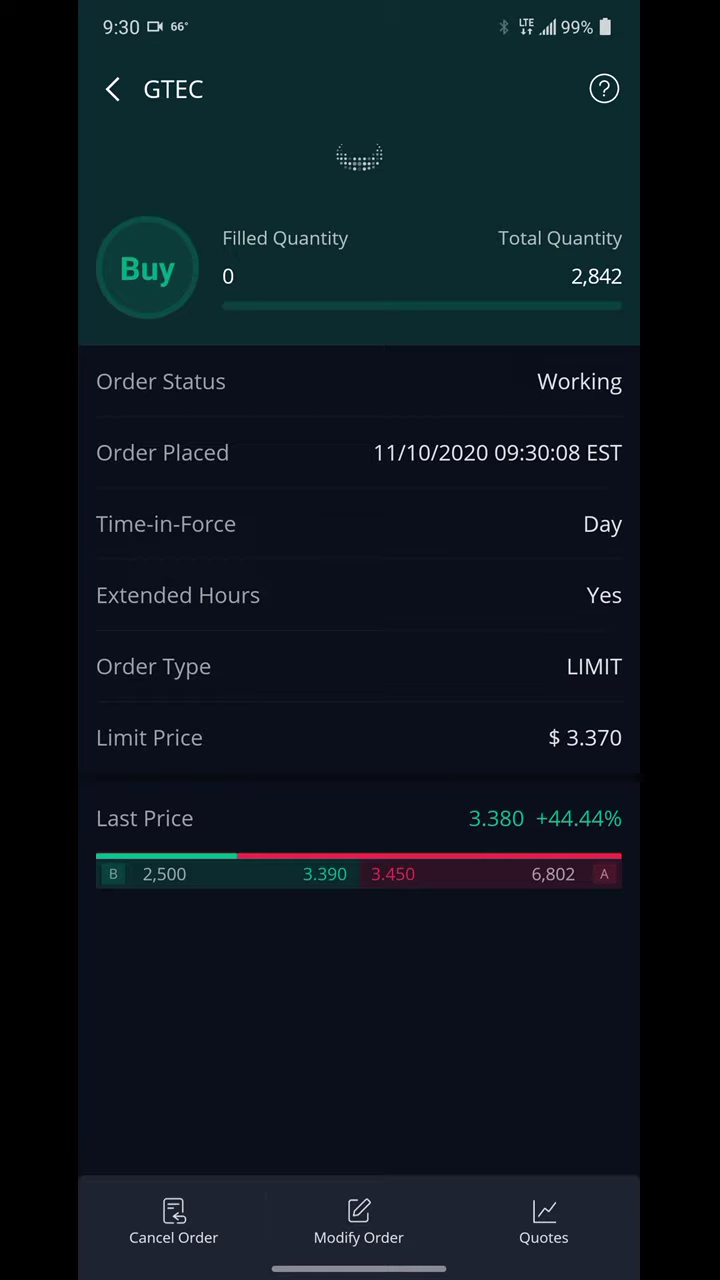 9:30 66° LTE 99%
GTEC ?
Filled Quantity Total Quantity
Buy
0 2,842
Order Status Working
Order Placed 11/10/2020 09:30:08 EST
Time-in-Force Day
Extended Hours Yes
Order Type LIMIT
Limit Price $ 3.370
Last Price 3.380 +44.44%
B 2,500 3.390 3.450 6,802 A
Cancel Order Modify Order Quotes